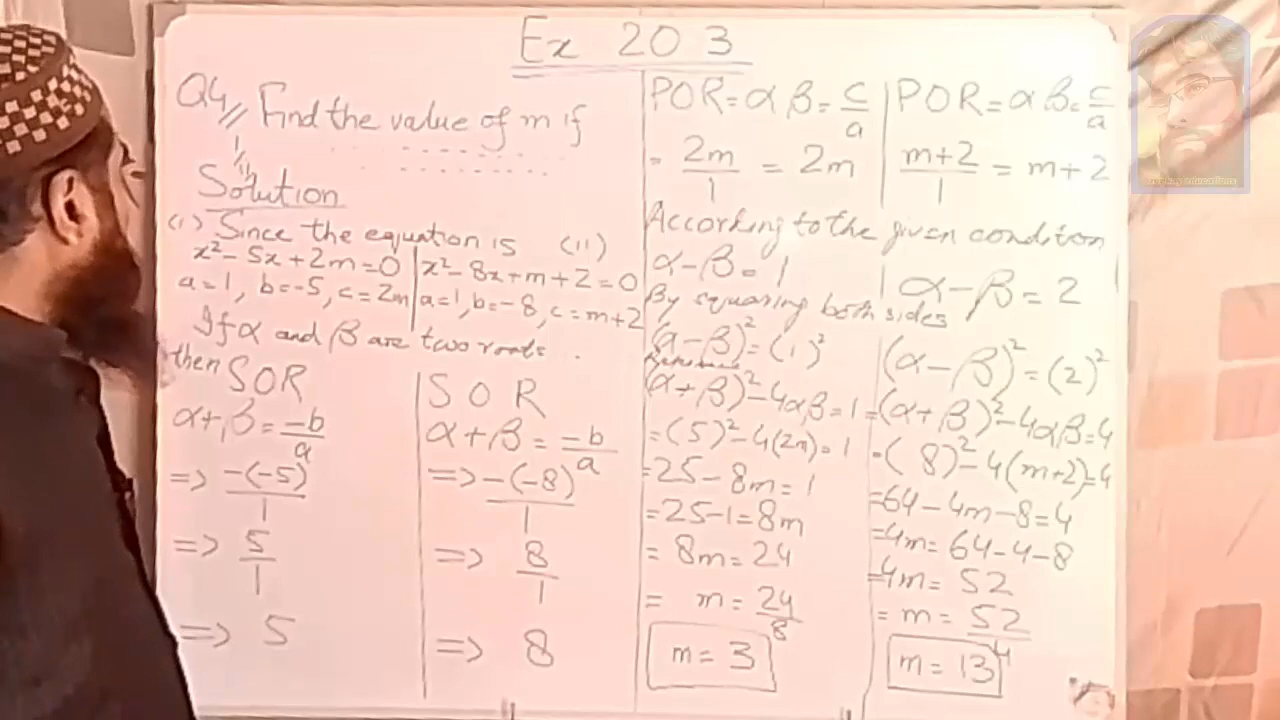 Ex 20 3
Q4 Find the value of m if
Solution
(i) Since the equation is (ii)
x² - 5x + 2m = 0
a = 1, b = -5, c = 2m
x² - 8x + m + 2 = 0
a = 1, b = -8, c = m+2
If α and β are two roots.
then SOR
α + β = -b/a
=> -(-5)/1
=> 5/1
=> 5
SOR
α + β = -b/a
=> -(-8)/1
=> 8/1
=> 8
POR = αβ = c/a
= 2m/1 = 2m
POR = αβ = c/a
m+2/1 = m+2
According to the given condition
α - β = 1
α - β = 2
By squaring both sides
(α - β)² = (1)²
(α + β)² - 4αβ = 1
= (5)² - 4(2m) = 1
= 25 - 8m = 1
= 25 - 1 = 8m
= 8m = 24
= m = 24/8
m = 3
(α - β)² = (2)²
= (α + β)² - 4αβ = 4
= (8)² - 4(m+2) = 4
= 64 - 4m - 8 = 4
= 4m = 64 - 4 - 8
= 4m = 52
= m = 52/4
m = 13